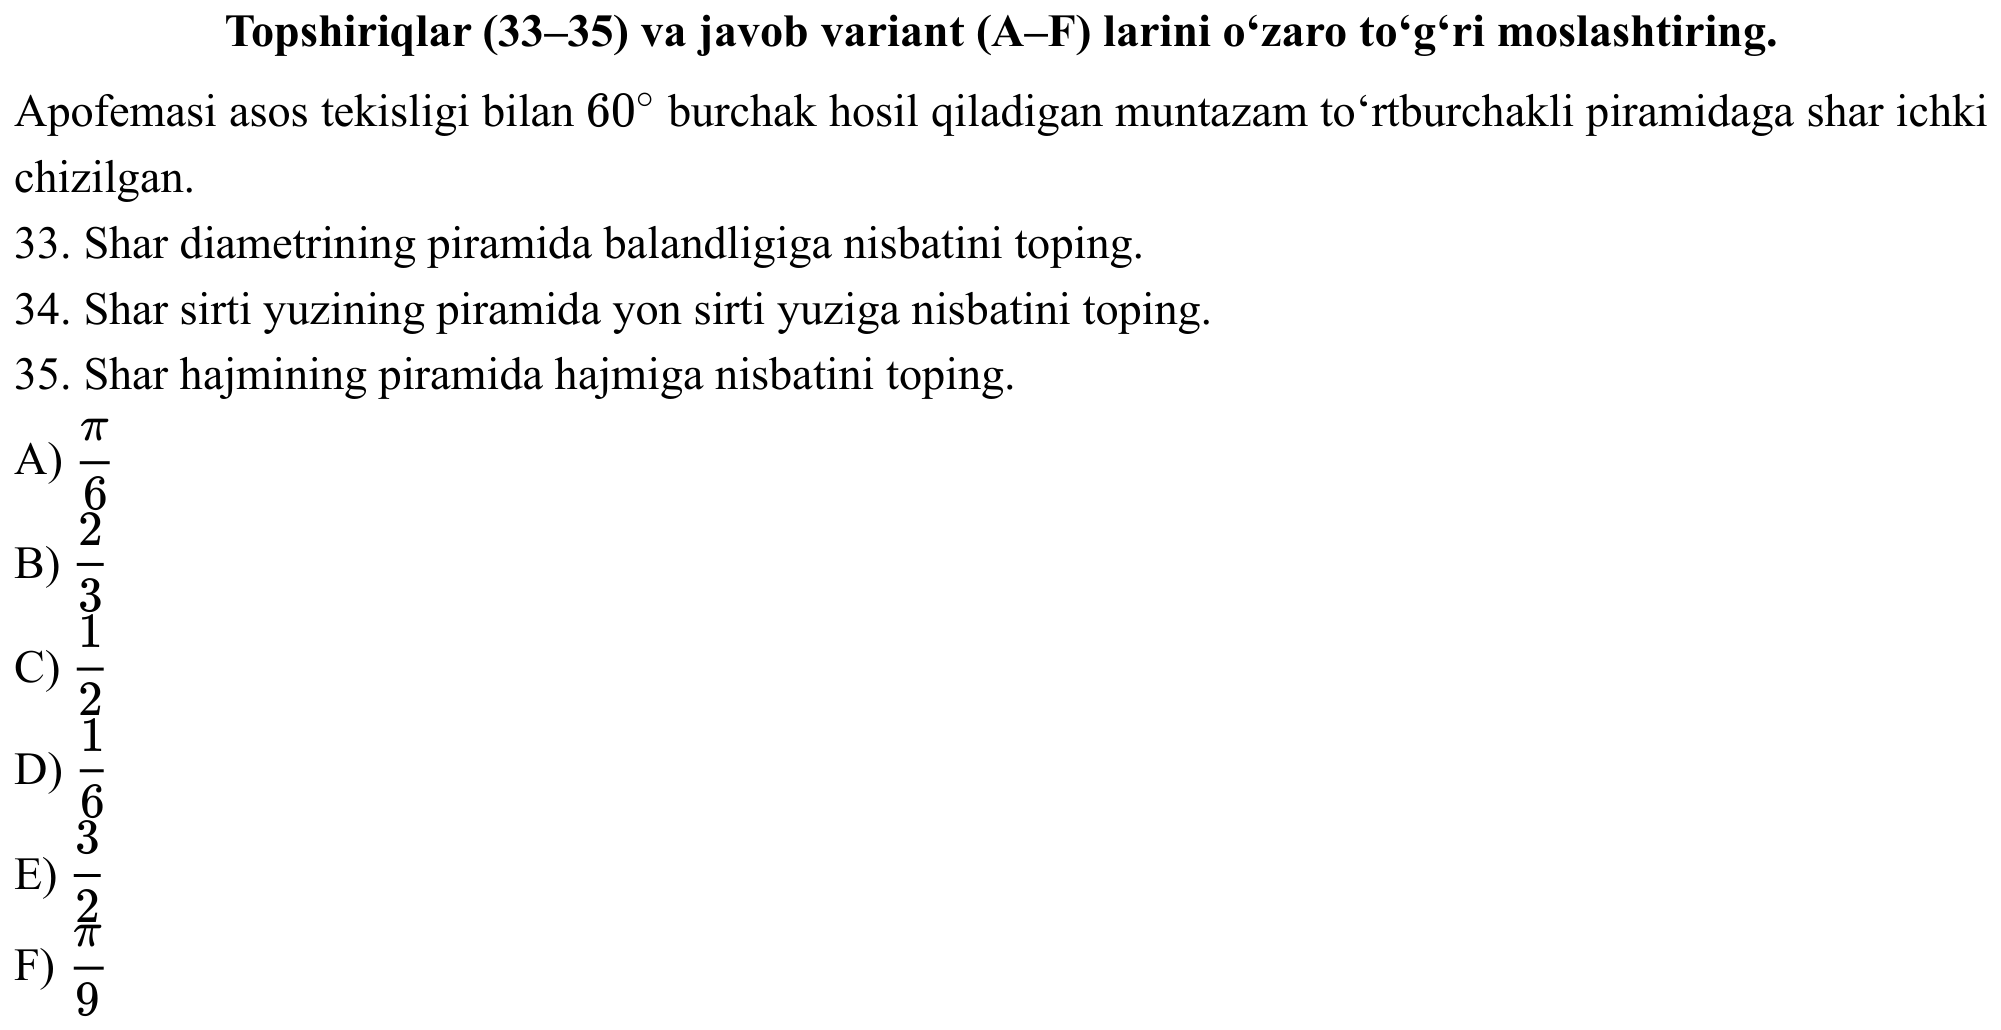 Topshiriqlar (33–35) va javob variant (A–F) larini o‘zaro to‘g‘ri moslashtiring.
Apofemasi asos tekisligi bilan 60° burchak hosil qiladigan muntazam to‘rtburchakli piramidaga shar ichki
chizilgan.
33. Shar diametrining piramida balandligiga nisbatini toping.
34. Shar sirti yuzining piramida yon sirti yuziga nisbatini toping.
35. Shar hajmining piramida hajmiga nisbatini toping.
A) π/6
B) 2/3
C) 1/2
D) 1/6
E) 3/2
F) π/9